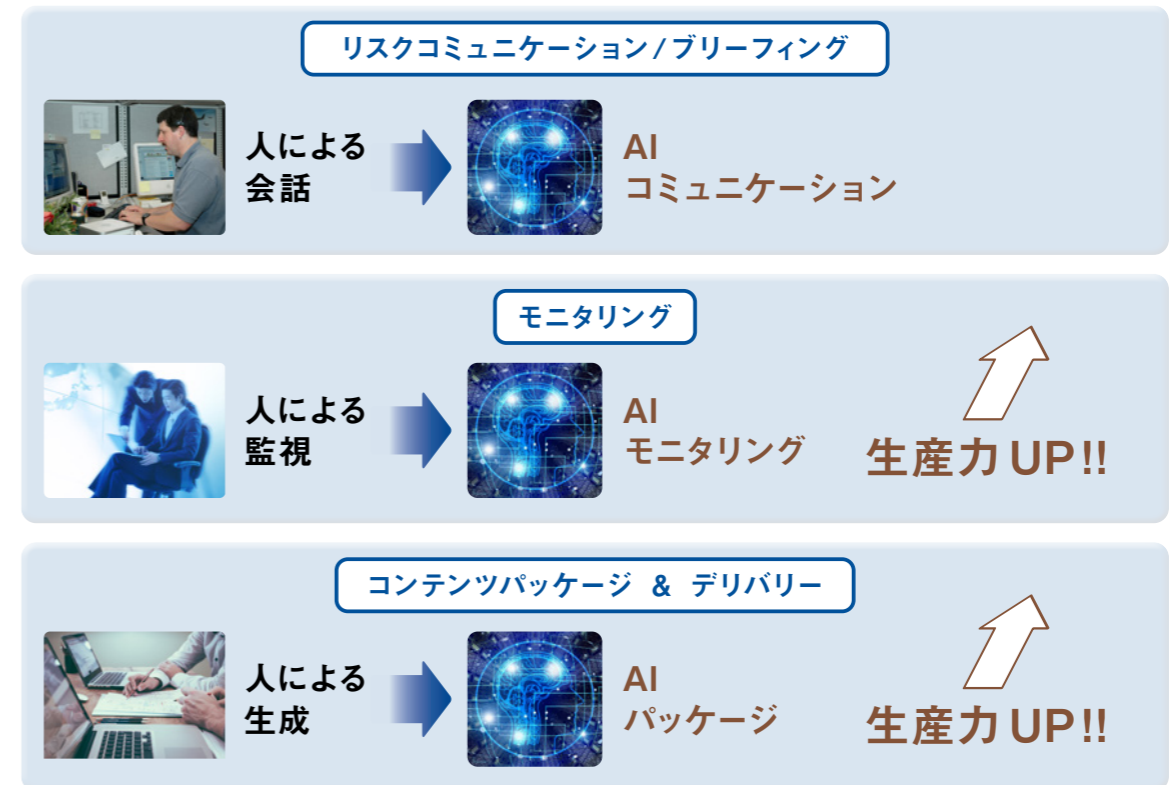 リスクコミュニケーション/ブリーフィング
人による
会話
AI
コミュニケーション
モニタリング
人による
監視
AI
モニタリング
生産力UP!!
コンテンツパッケージ & デリバリー
人による
生成
AI
パッケージ
生産力UP!!